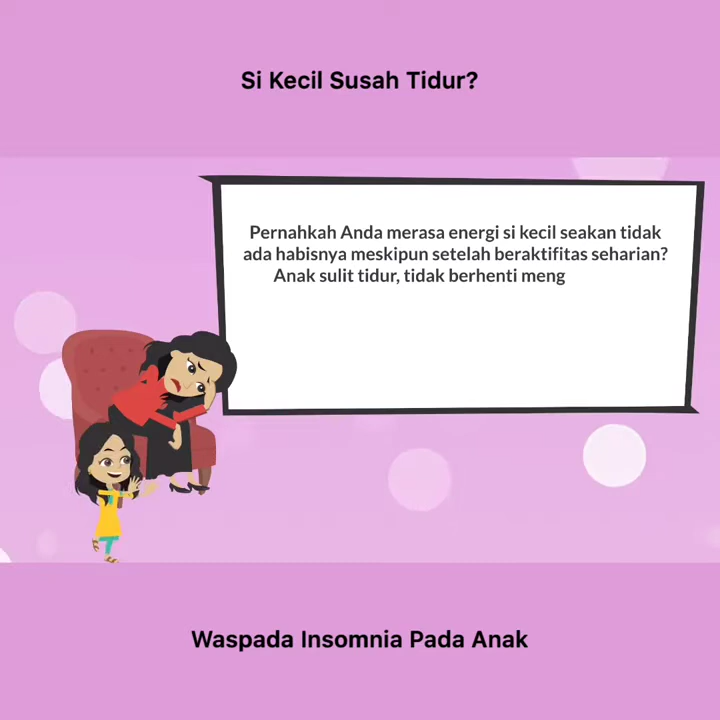 Si Kecil Susah Tidur?
Pernahkah Anda merasa energi si kecil seakan tidak
ada habisnya meskipun setelah beraktifitas seharian?
Anak sulit tidur, tidak berhenti meng
Waspada Insomnia Pada Anak